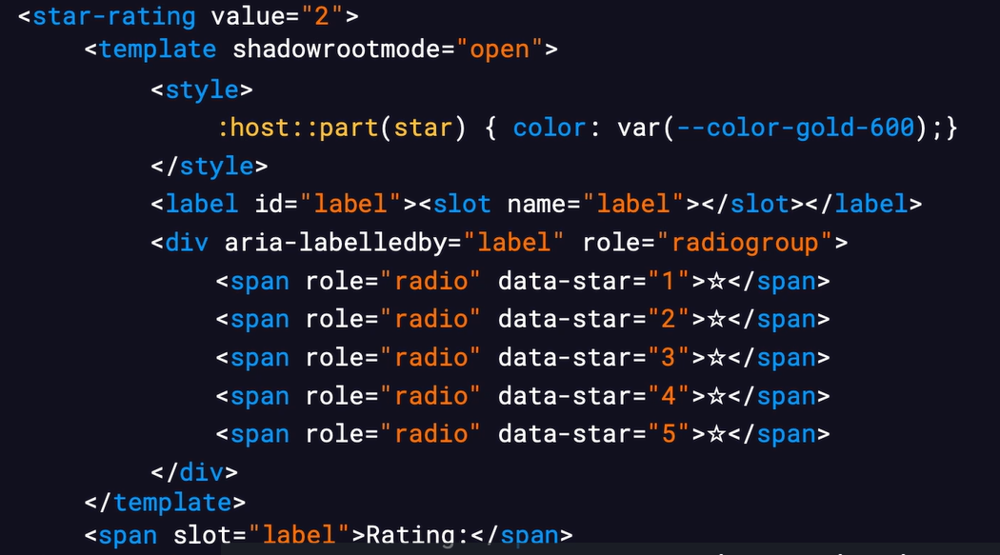 <star-rating value="2">
<template shadowrootmode="open">
<style>
:host::part(star) { color: var(--color-gold-600);}
</style>
<label id="label"><slot name="label"></slot></label>
<div aria-labelledby="label" role="radiogroup">
<span role="radio" data-star="1">☆</span>
<span role="radio" data-star="2">☆</span>
<span role="radio" data-star="3">☆</span>
<span role="radio" data-star="4">☆</span>
<span role="radio" data-star="5">☆</span>
</div>
</template>
<span slot="label">Rating:</span>